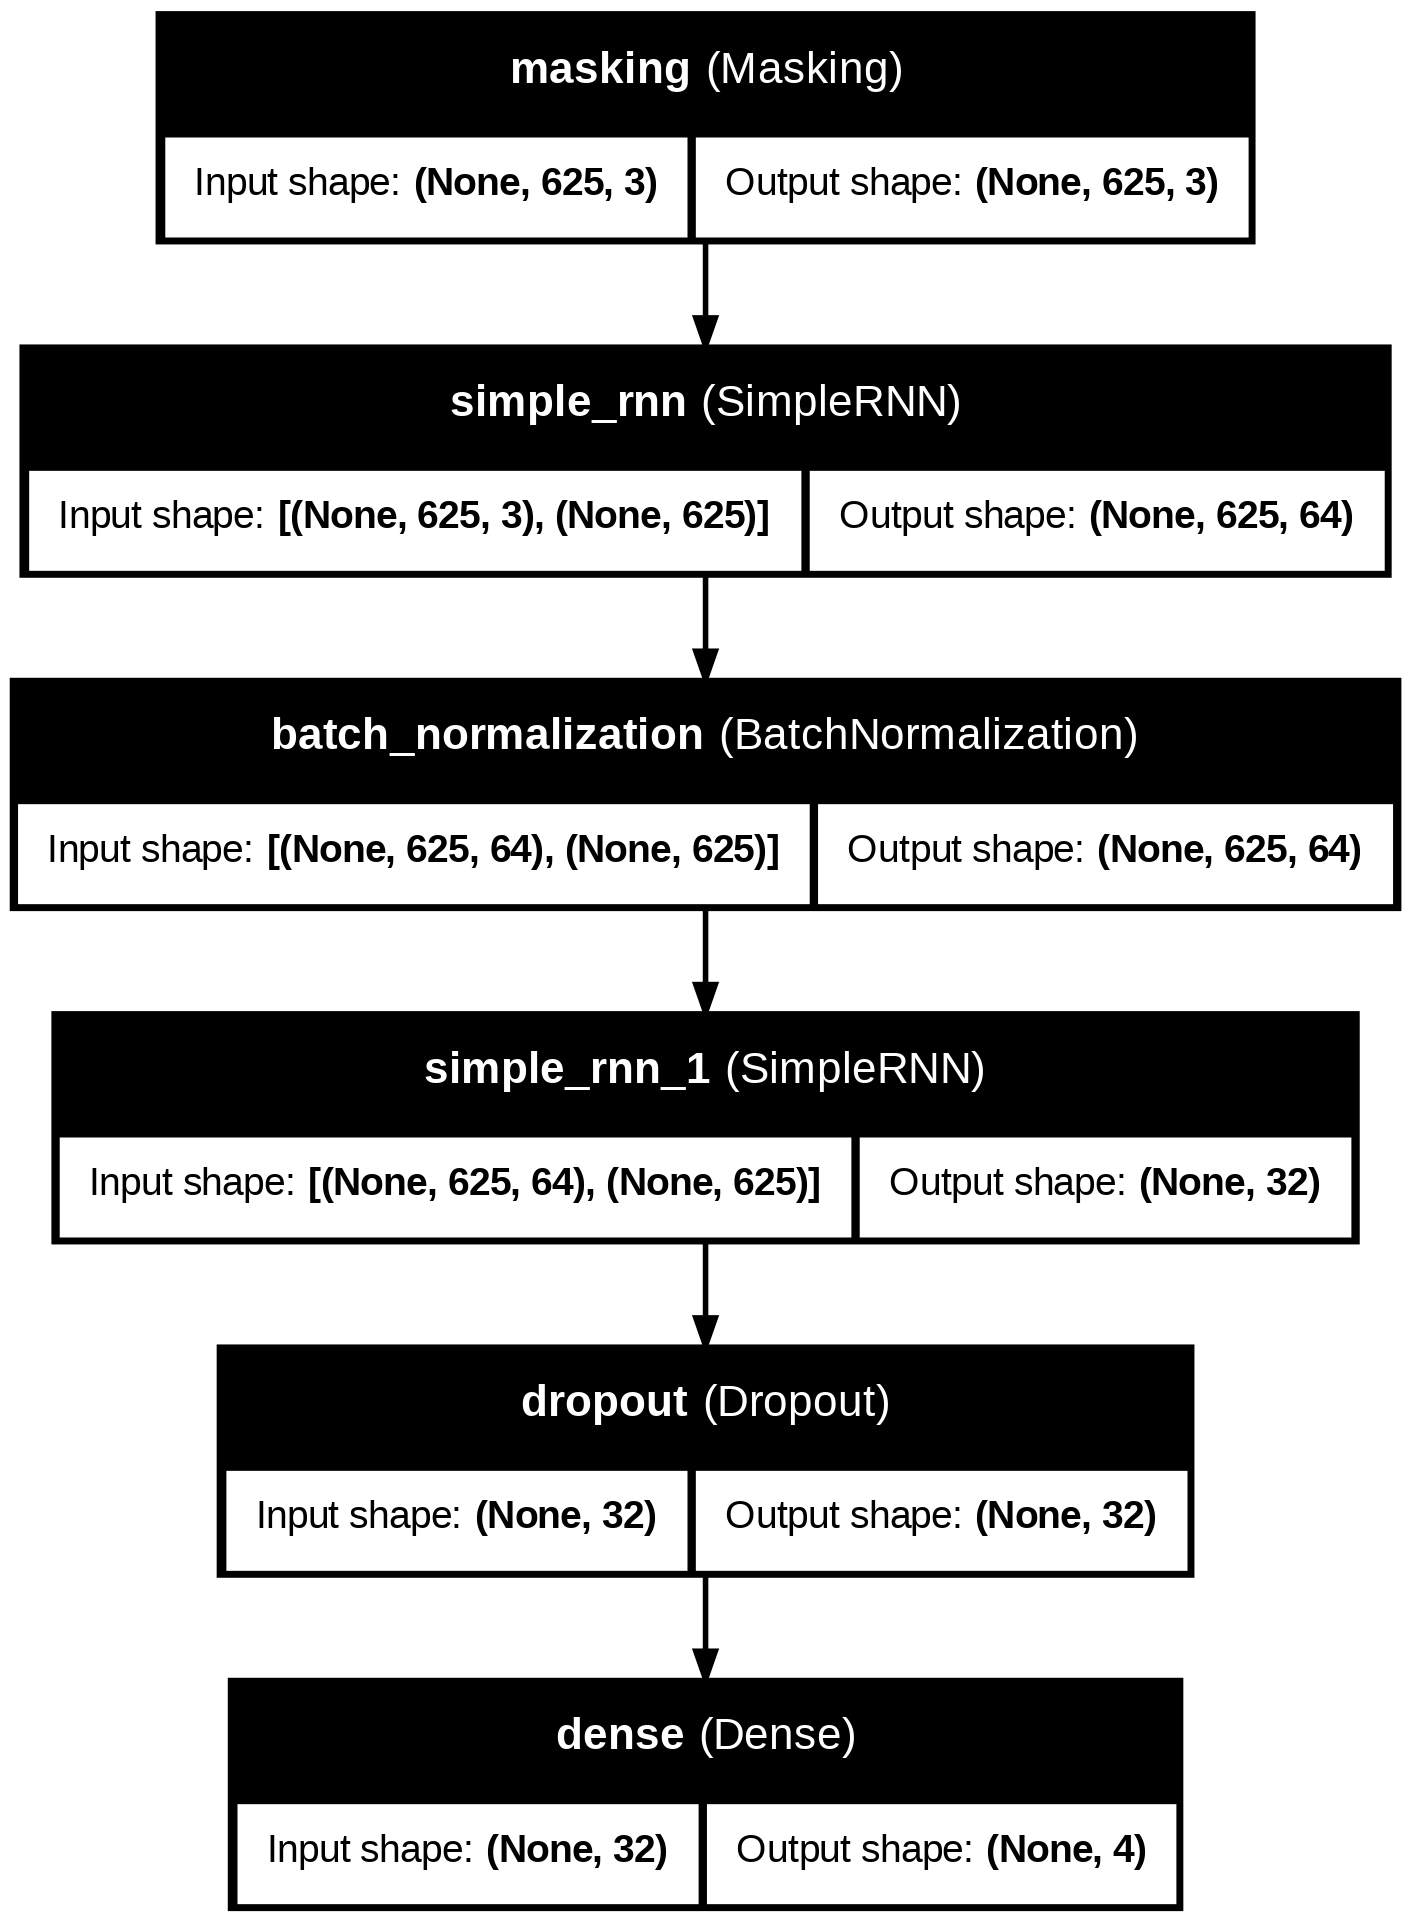 masking (Masking)
Input shape: (None, 625, 3) Output shape: (None, 625, 3)
simple_rnn (SimpleRNN)
Input shape: [(None, 625, 3), (None, 625)] Output shape: (None, 625, 64)
batch_normalization (BatchNormalization)
Input shape: [(None, 625, 64), (None, 625)] Output shape: (None, 625, 64)
simple_rnn_1 (SimpleRNN)
Input shape: [(None, 625, 64), (None, 625)] Output shape: (None, 32)
dropout (Dropout)
Input shape: (None, 32) Output shape: (None, 32)
dense (Dense)
Input shape: (None, 32) Output shape: (None, 4)